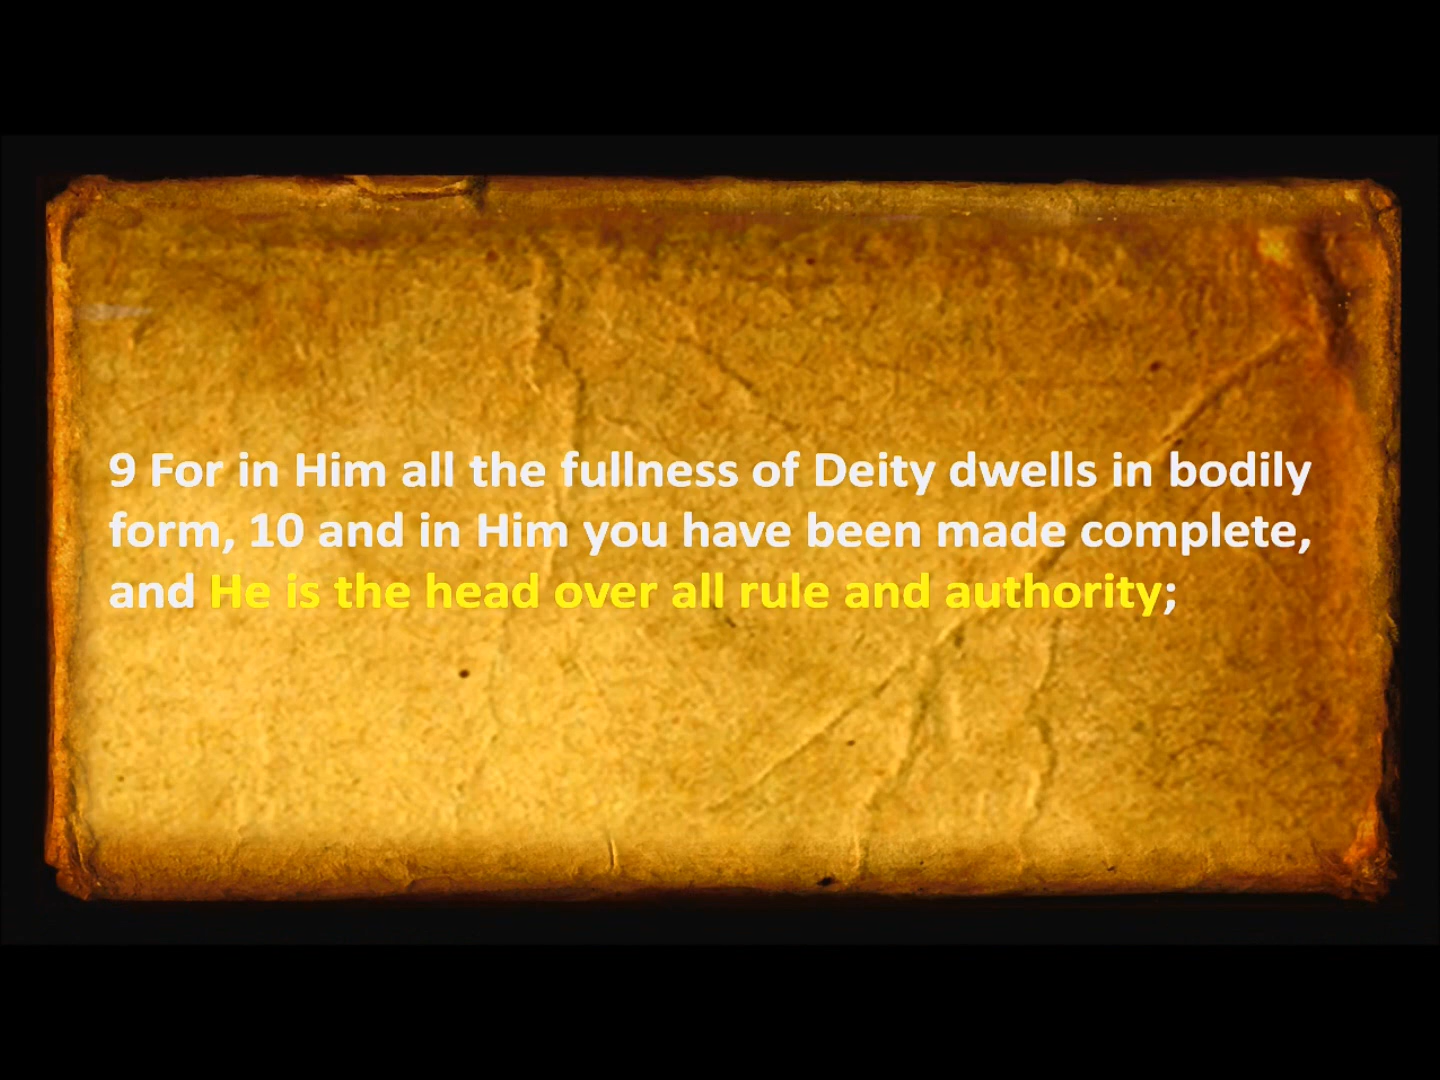 9 For in Him all the fullness of Deity dwells in bodily
form, 10 and in Him you have been made complete,
and He is the head over all rule and authority;